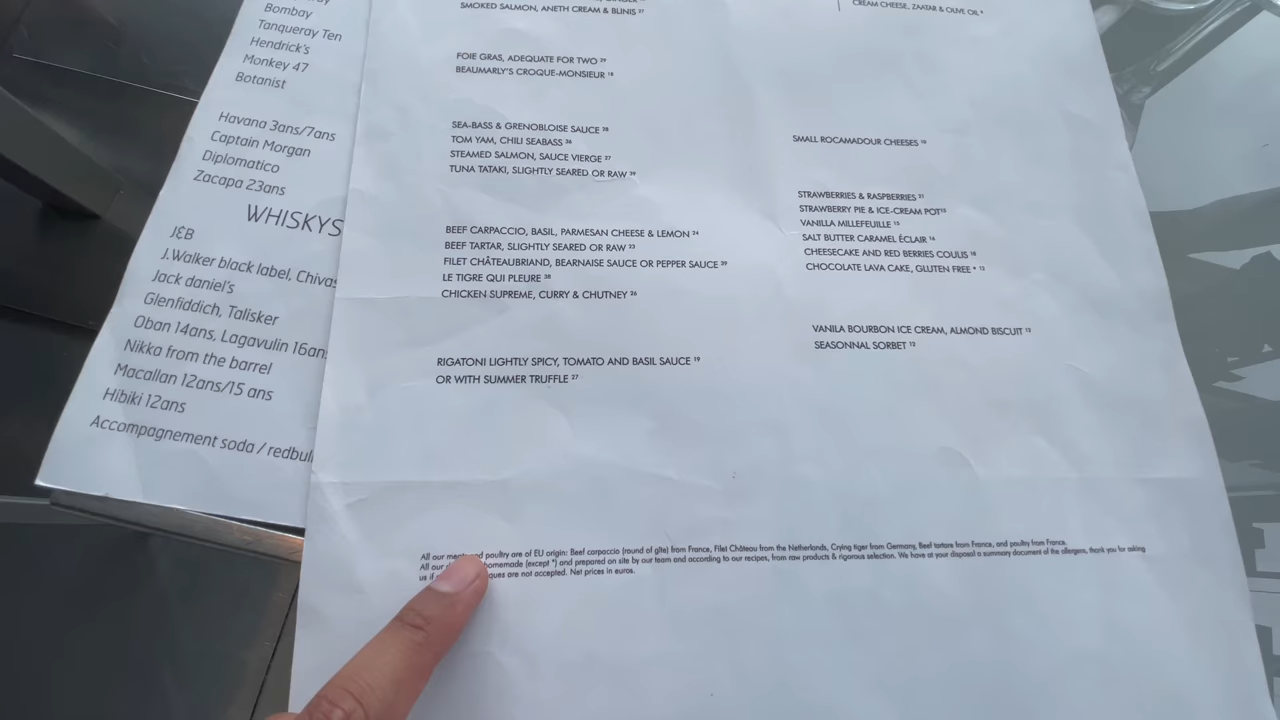 Bombay
Tanqueray Ten
Hendrick's
Monkey 47
Botanist
Havana 3ans/7ans
Captain Morgan
Diplomatico
Zacapa 23ans
WHISKYS
J&B
J.Walker black label, Chivas
Jack daniel's
Glenfiddich, Talisker
Oban 14ans, Lagavulin 16an
Nikka from the barrel
Macallan 12ans/15 ans
Hibiki 12ans
Accompagnement soda / redbull
SMOKED SALMON, ANETH CREAM & BLINIS 27
FOIE GRAS, ADEQUATE FOR TWO 29
BEAUMARLY'S CROQUE-MONSIEUR 18
SEA-BASS & GRENOBLOISE SAUCE 38
TOM YAM, CHILI SEABASS 36
STEAMED SALMON, SAUCE VIERGE 27
TUNA TATAKI, SLIGHTLY SEARED OR RAW 29
BEEF CARPACCIO, BASIL, PARMESAN CHEESE & LEMON 24
BEEF TARTAR, SLIGHTLY SEARED OR RAW 23
FILET CHÂTEAUBRIAND, BEARNAISE SAUCE OR PEPPER SAUCE 39
LE TIGRE QUI PLEURE 38
CHICKEN SUPREME, CURRY & CHUTNEY 26
RIGATONI LIGHTLY SPICY, TOMATO AND BASIL SAUCE 19
OR WITH SUMMER TRUFFLE 27
CREAM CHEESE, ZAATAR & OLIVE OIL
SMALL ROCAMADOUR CHEESES
STRAWBERRIES & RASPBERRIES 21
STRAWBERRY PIE & ICE-CREAM POT 15
VANILLA MILLEFEUILLE 15
SALT BUTTER CARAMEL ÉCLAIR 16
CHEESECAKE AND RED BERRIES COULIS 18
CHOCOLATE LAVA CAKE, GLUTEN FREE * 13
VANILA BOURBON ICE CREAM, ALMOND BISCUIT 13
SEASONNAL SORBET 12
All our poultry are of EU origin: Beef carpaccio (round of gîte) from France, Filet Château from the Netherlands, Crying tiger from Germany, Beef tartare from France, and poultry from France.
All our homemade (except *) and prepared on site by our team and according to our recipes, from raw products & rigorous selection. We have at your disposal a summary document of the allergens, thank you for asking
us if are not accepted. Net prices in euros.